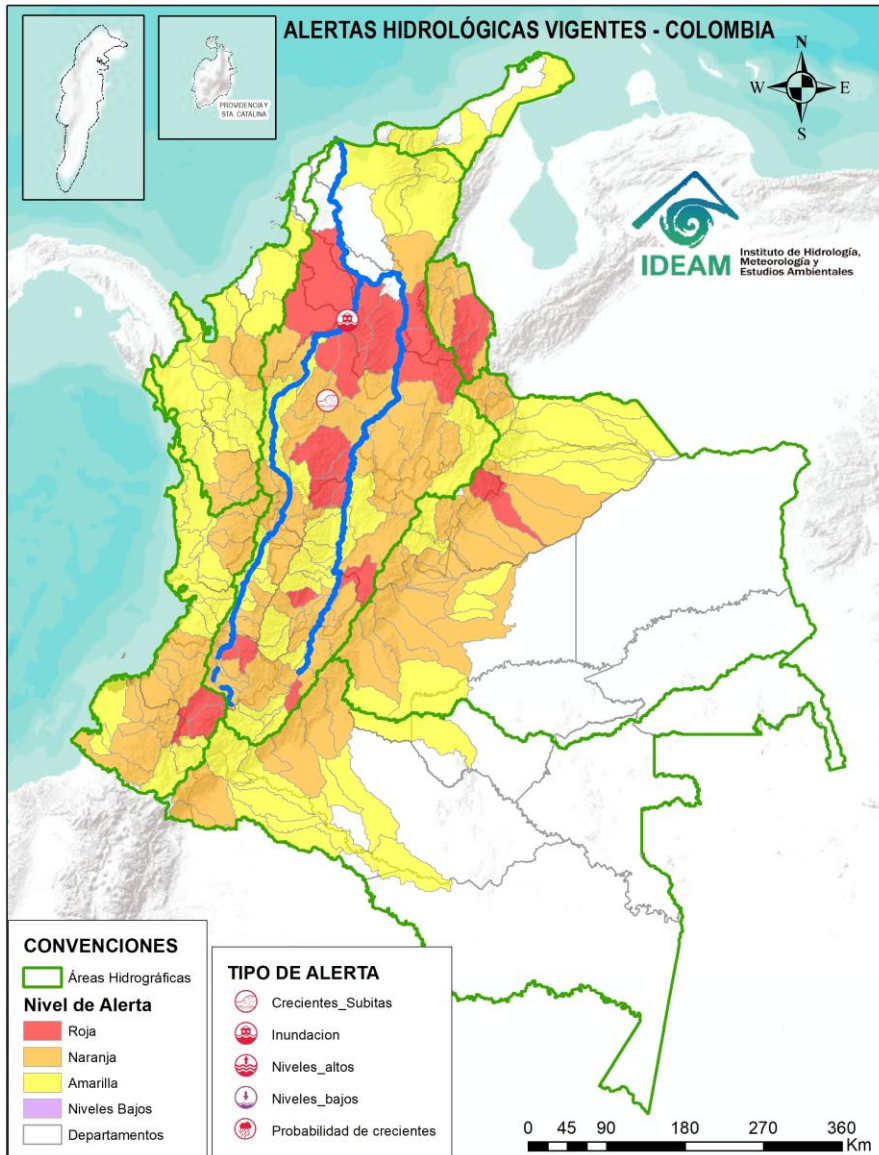 ALERTAS HIDROLÓGICAS VIGENTES - COLOMBIA
PROVIDENCIA Y
STA. CATALINA
N
W E
S
IDEAM
Instituto de Hidrología,
Meteorología y
Estudios Ambientales
CONVENCIONES
Áreas Hidrográficas
Nivel de Alerta
Roja
Naranja
Amarilla
Niveles Bajos
Departamentos
TIPO DE ALERTA
Crecientes_Subitas
Inundacion
Niveles_altos
Niveles_bajos
Probabilidad de crecientes
0 45 90 180 270 360
Km